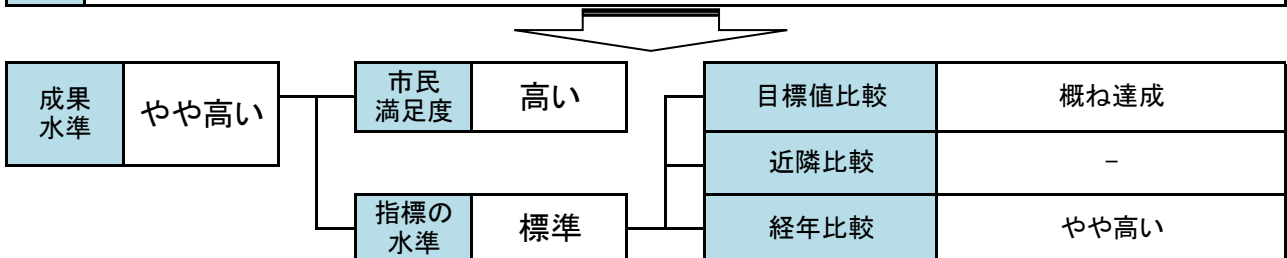 成果
水準
やや高い
市民
満足度
高い
指標の
水準
標準
目標値比較
概ね達成
近隣比較
－
経年比較
やや高い